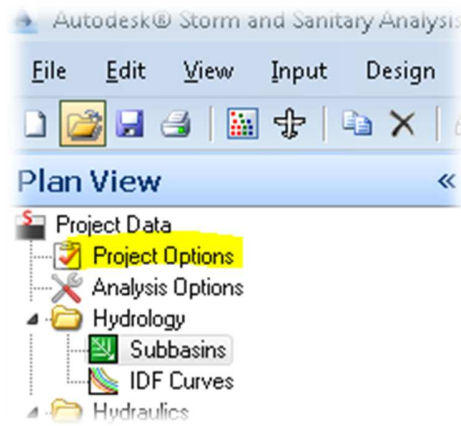 Autodesk® Storm and Sanitary Analysis
File Edit View Input Design
Plan View «
Project Data
Project Options
Analysis Options
Hydrology
Subbasins
IDF Curves
Hydraulics